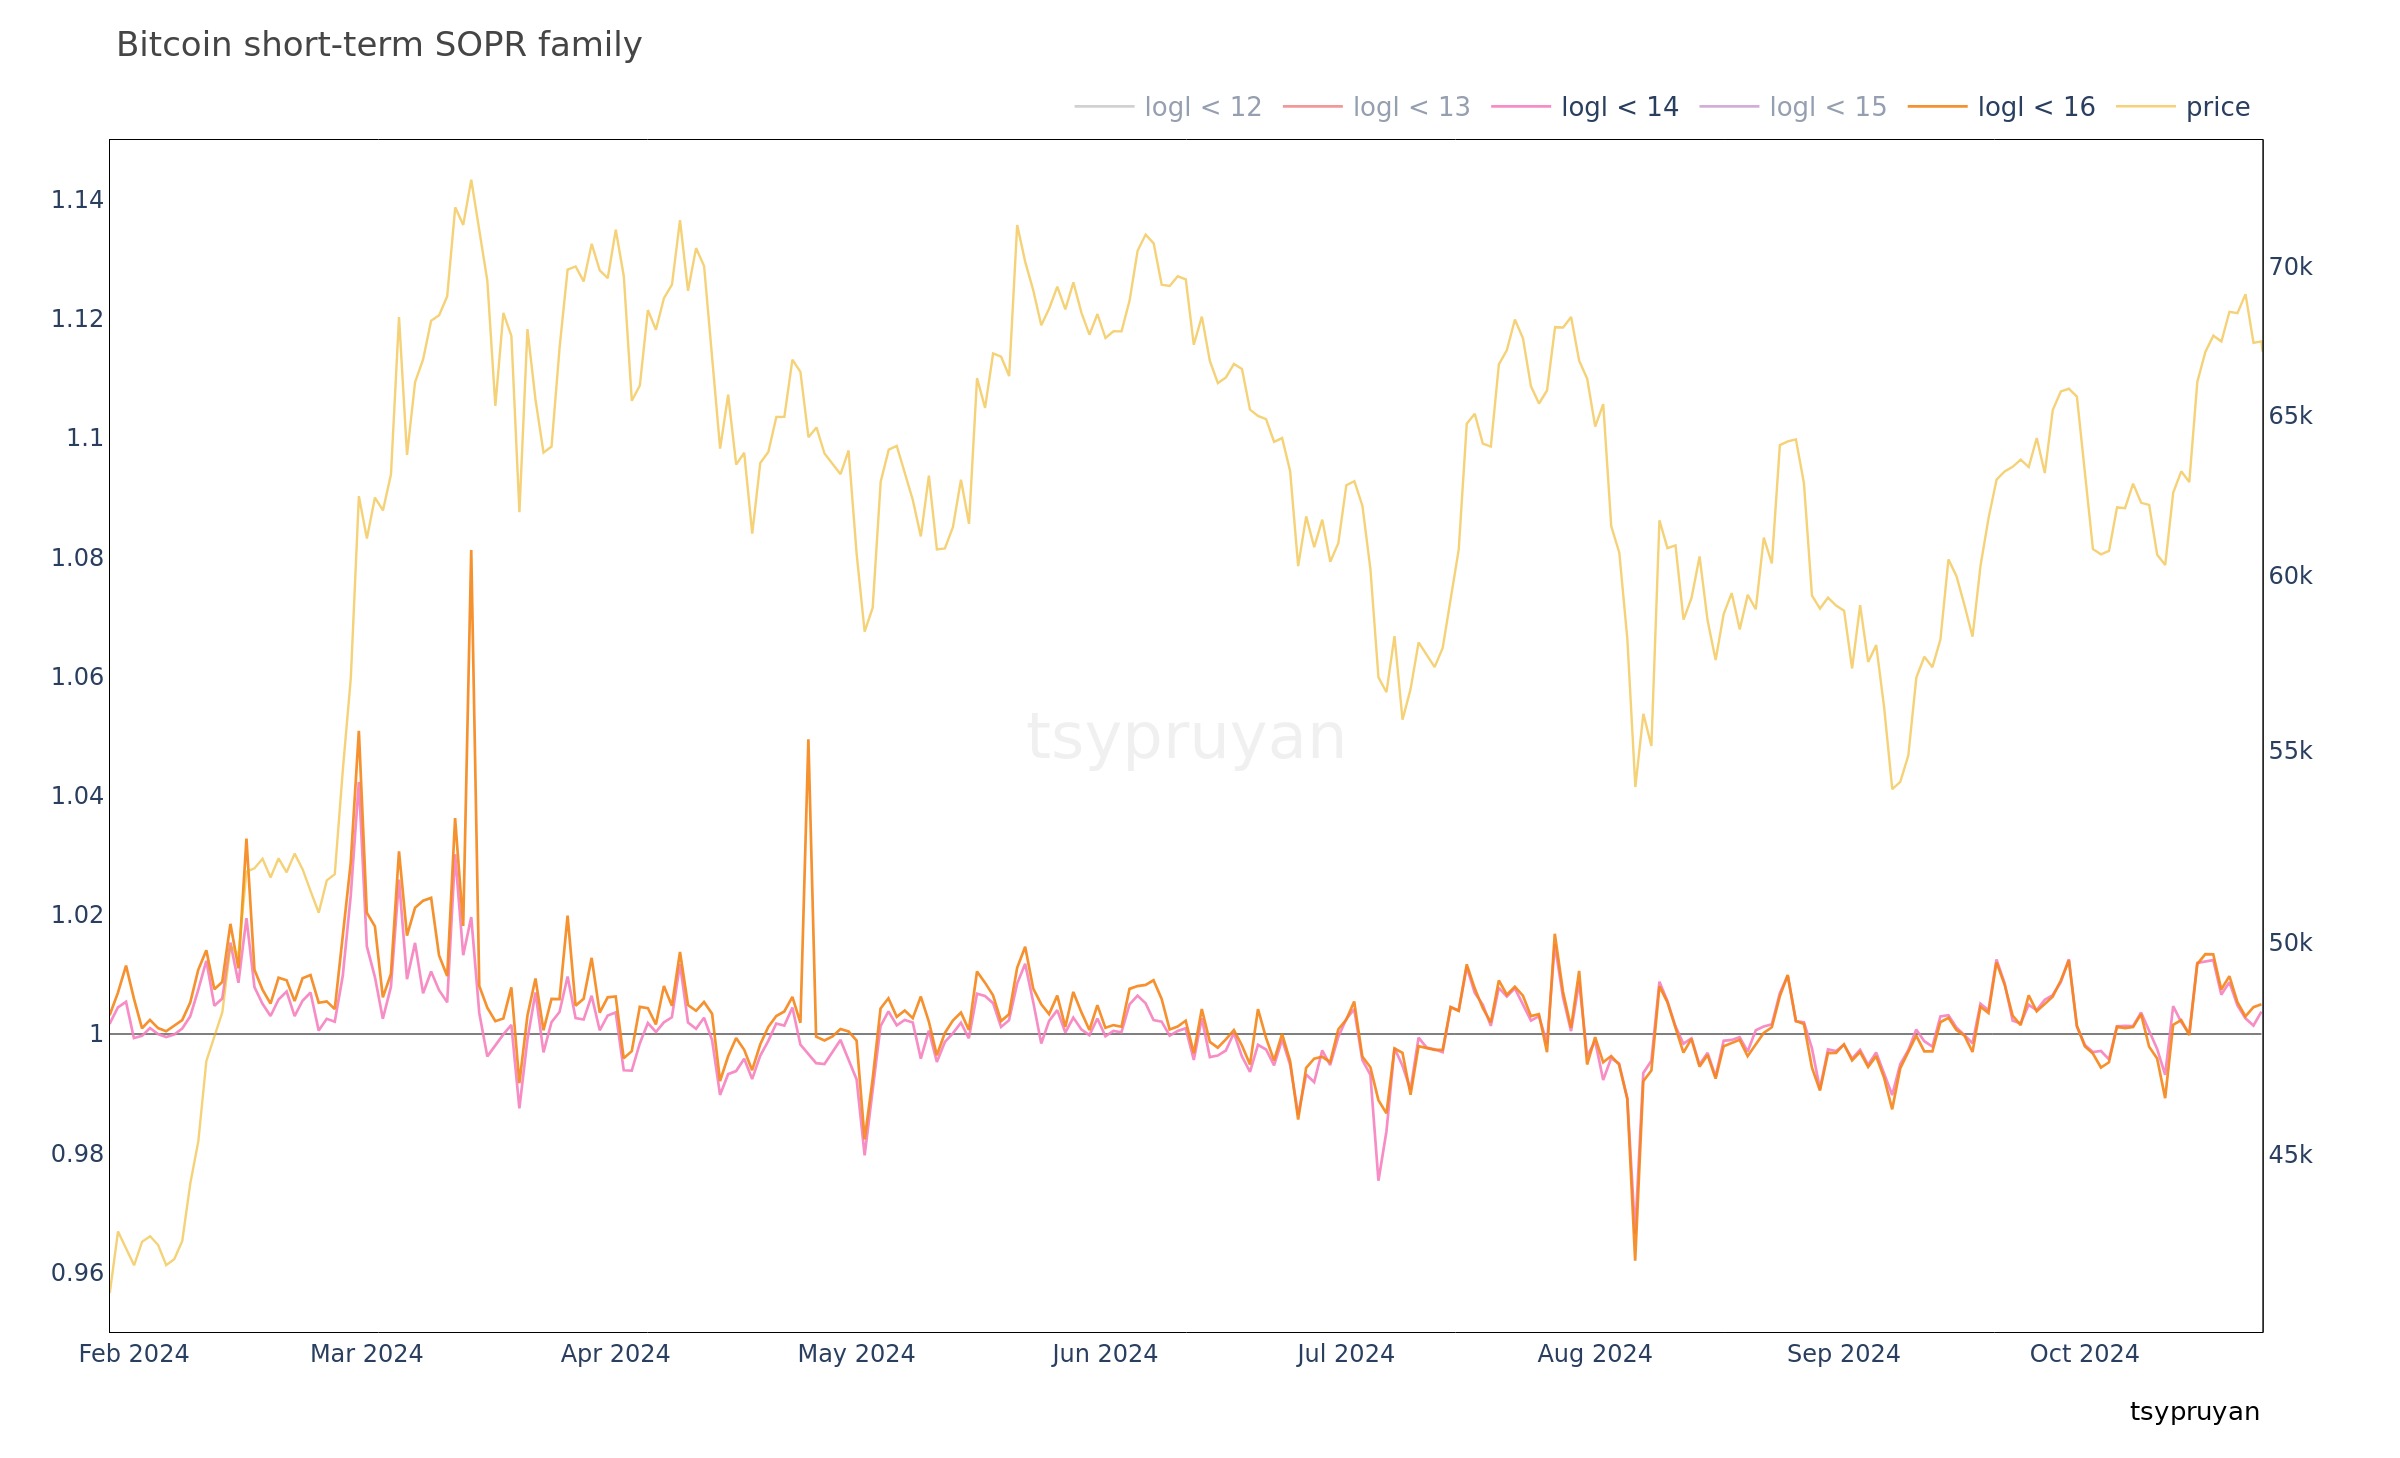 Bitcoin short-term SOPR family
logl < 12 logl < 13 logl < 14 logl < 15 logl < 16 price
1.14
1.12
1.1
1.08
1.06
1.04
1.02
1
0.98
0.96
70k
65k
60k
55k
50k
45k
tsypruyan
Feb 2024 Mar 2024 Apr 2024 May 2024 Jun 2024 Jul 2024 Aug 2024 Sep 2024 Oct 2024
tsypruyan